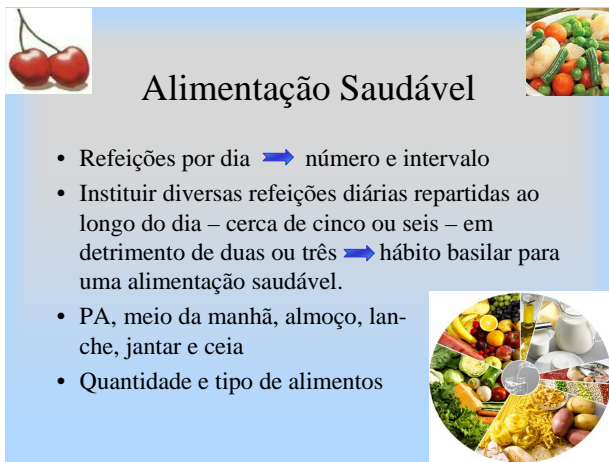 Alimentação Saudável
• Refeições por dia número e intervalo
• Instituir diversas refeições diárias repartidas ao
longo do dia – cerca de cinco ou seis – em
detrimento de duas ou três hábito basilar para
uma alimentação saudável.
• PA, meio da manhã, almoço, lan-
che, jantar e ceia
• Quantidade e tipo de alimentos